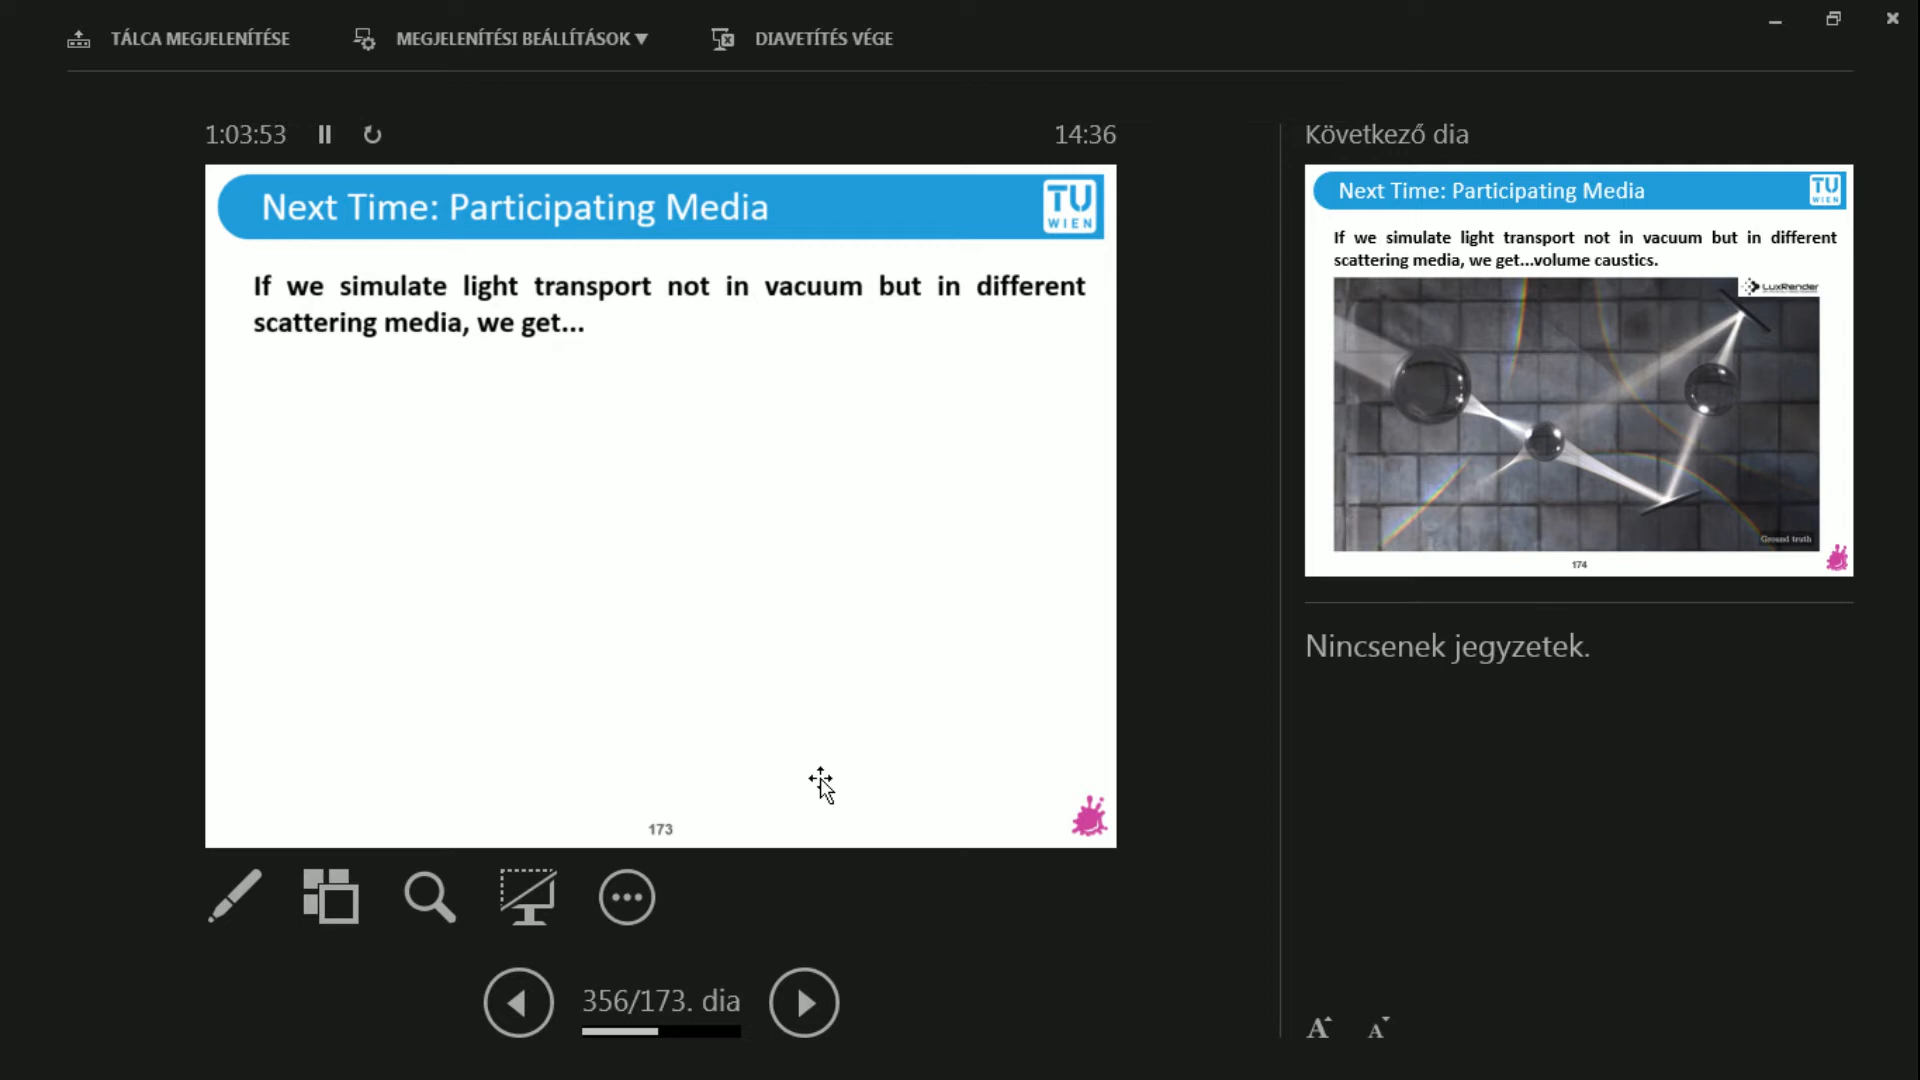 TÁLCA MEGJELENÍTÉSE
MEGJELENÍTÉSI BEÁLLÍTÁSOK ▼
DIAVETÍTÉS VÉGE
1:03:53
14:36
Next Time: Participating Media
TU
WIEN
If we simulate light transport not in vacuum but in different
scattering media, we get...
173
356/173. dia
Következő dia
Next Time: Participating Media
TU
WIEN
If we simulate light transport not in vacuum but in different
scattering media, we get...volume caustics.
LuxRender
Ground truth
174
Nincsenek jegyzetek.
A A